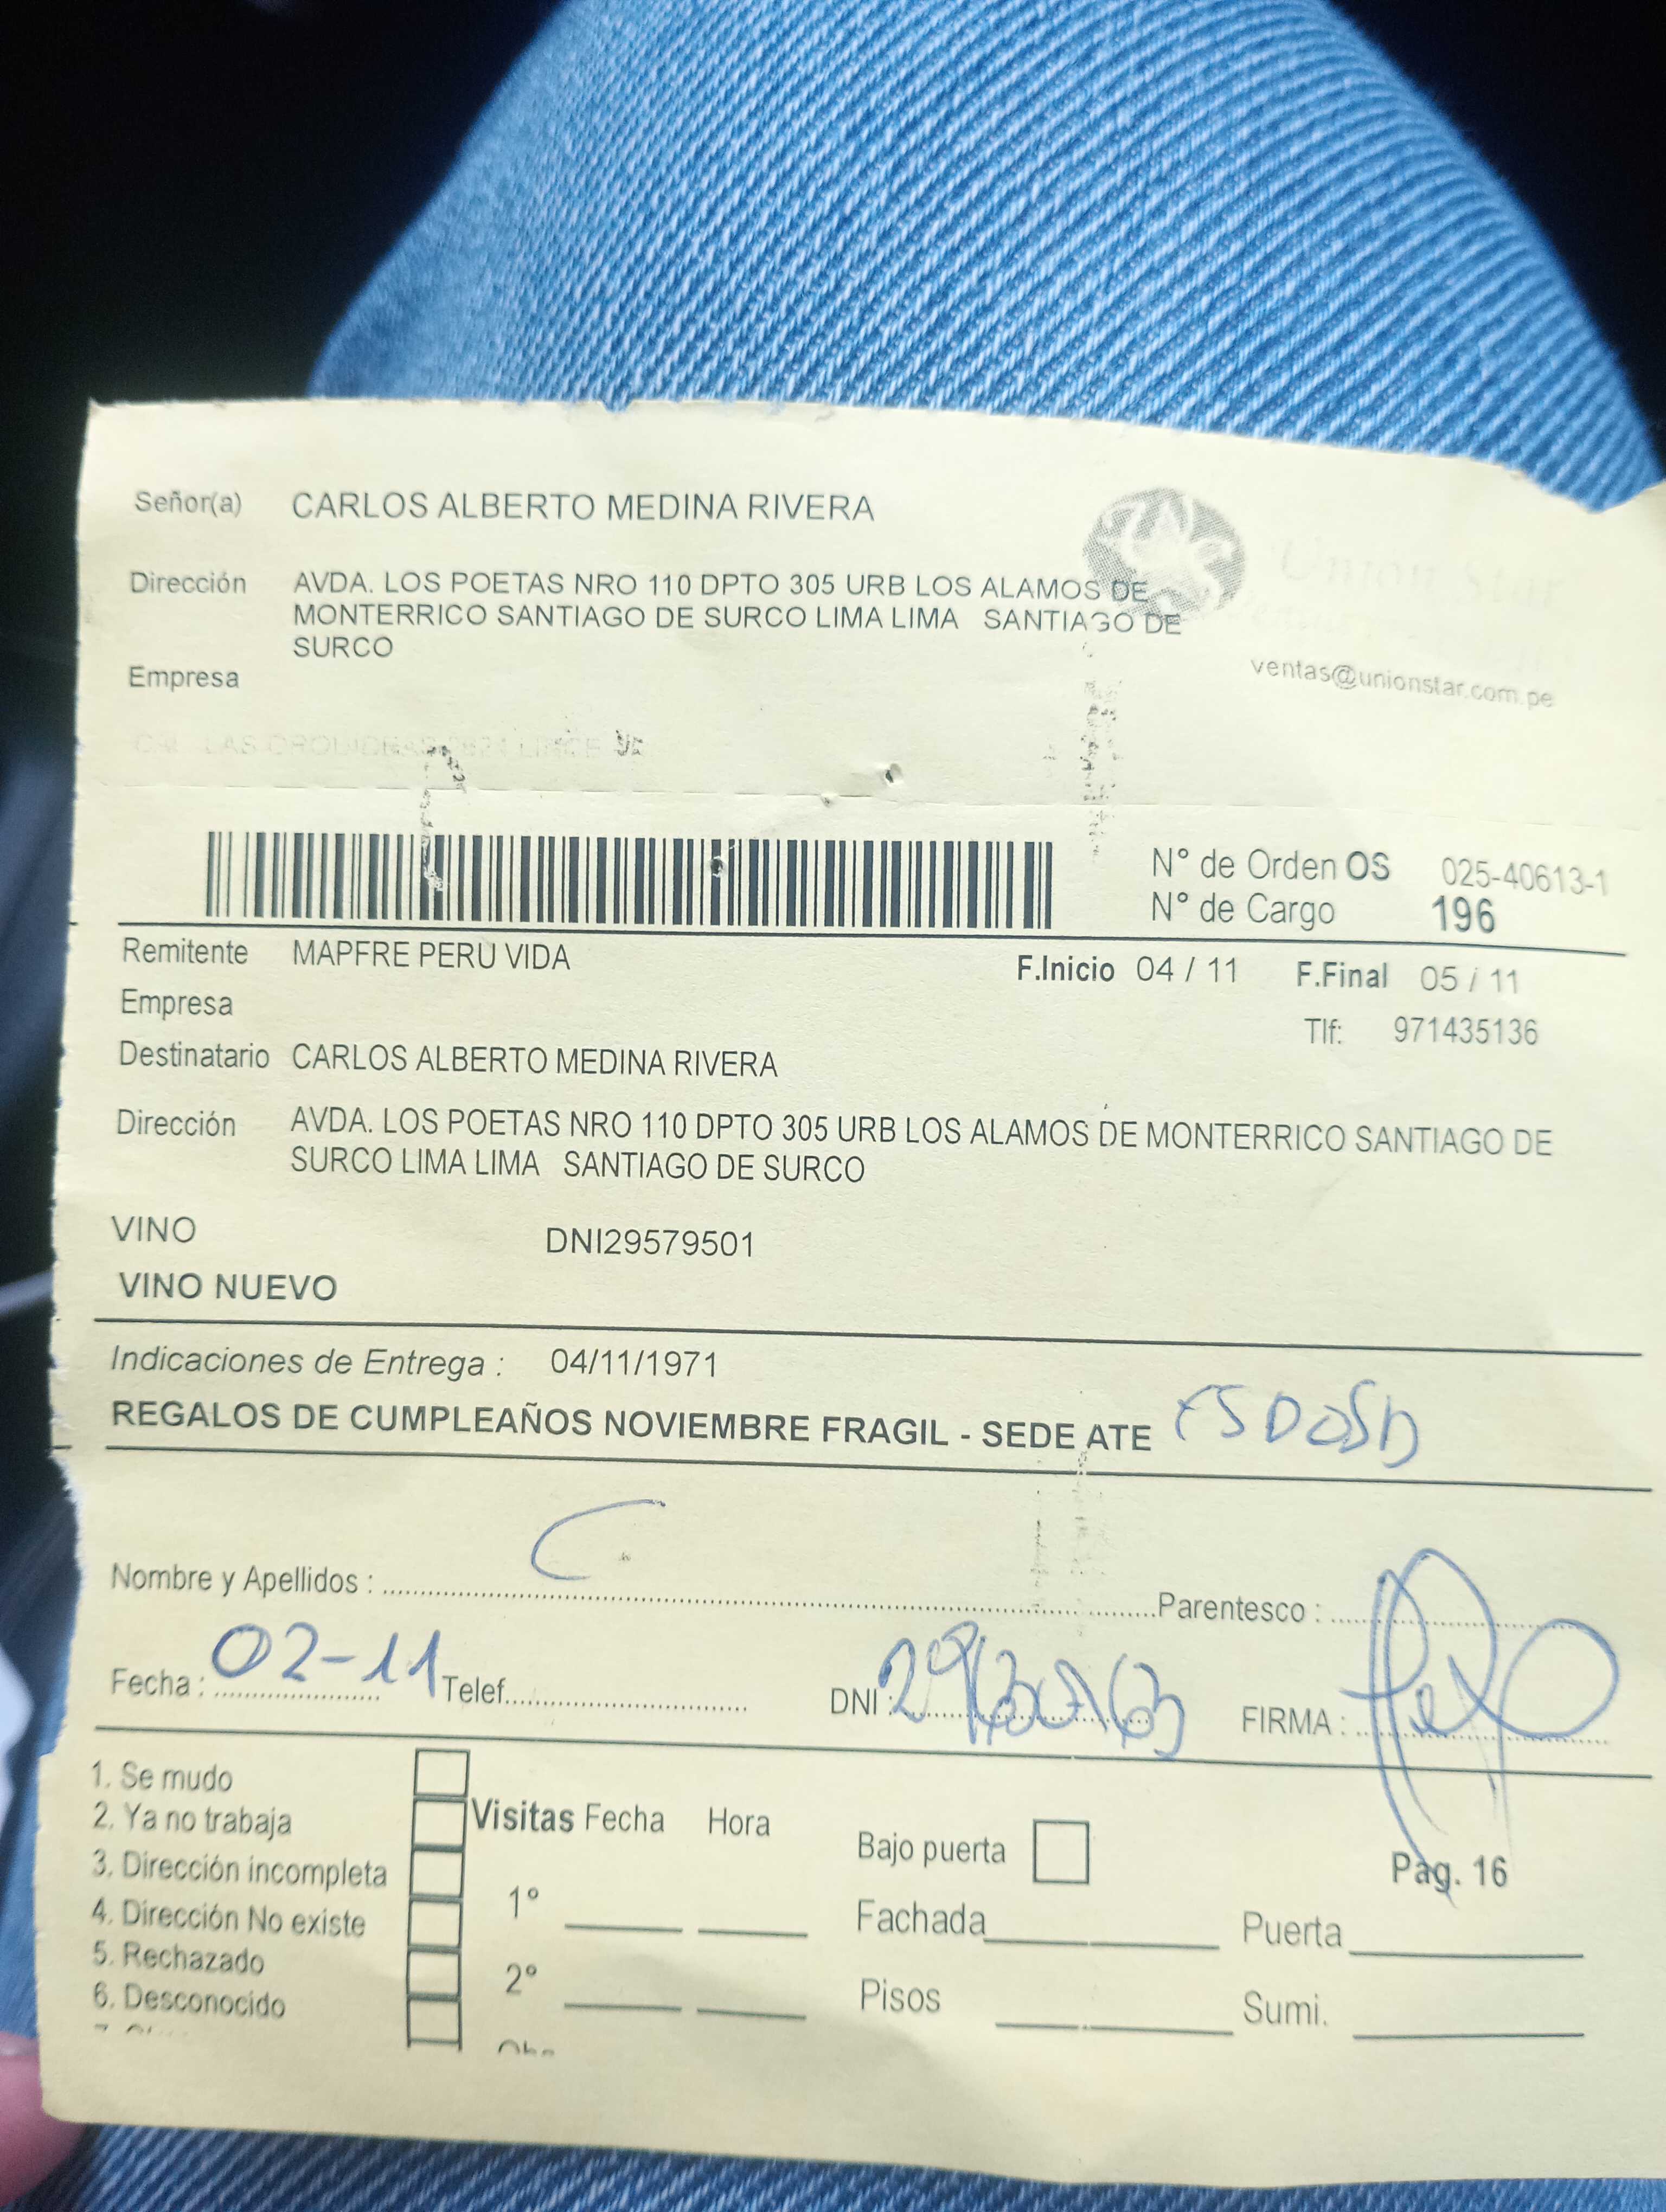 Señor(a) CARLOS ALBERTO MEDINA RIVERA
Dirección AVDA. LOS POETAS NRO 110 DPTO 305 URB LOS ALAMOS DE
MONTERRICO SANTIAGO DE SURCO LIMA LIMA SANTIAGO DE
SURCO
Union Star
ventas@unionstar.com.pe
Empresa
N° de Orden OS 025-40613-1
N° de Cargo 196
Remitente MAPFRE PERU VIDA
F.Inicio 04 / 11 F.Final 05 / 11
Empresa
Tlf: 971435136
Destinatario CARLOS ALBERTO MEDINA RIVERA
Dirección AVDA. LOS POETAS NRO 110 DPTO 305 URB LOS ALAMOS DE MONTERRICO SANTIAGO DE
SURCO LIMA LIMA SANTIAGO DE SURCO
VINO DNI29579501
VINO NUEVO
Indicaciones de Entrega : 04/11/1971
REGALOS DE CUMPLEAÑOS NOVIEMBRE FRAGIL - SEDE ATE
Nombre y Apellidos : Parentesco :
Fecha : 02-11 Telef. DNI : FIRMA :
1. Se mudo
2. Ya no trabaja
3. Dirección incompleta
4. Dirección No existe
5. Rechazado
6. Desconocido
Visitas Fecha Hora
1°
2°
Bajo puerta
Pag. 16
Fachada Puerta
Pisos Sumi.